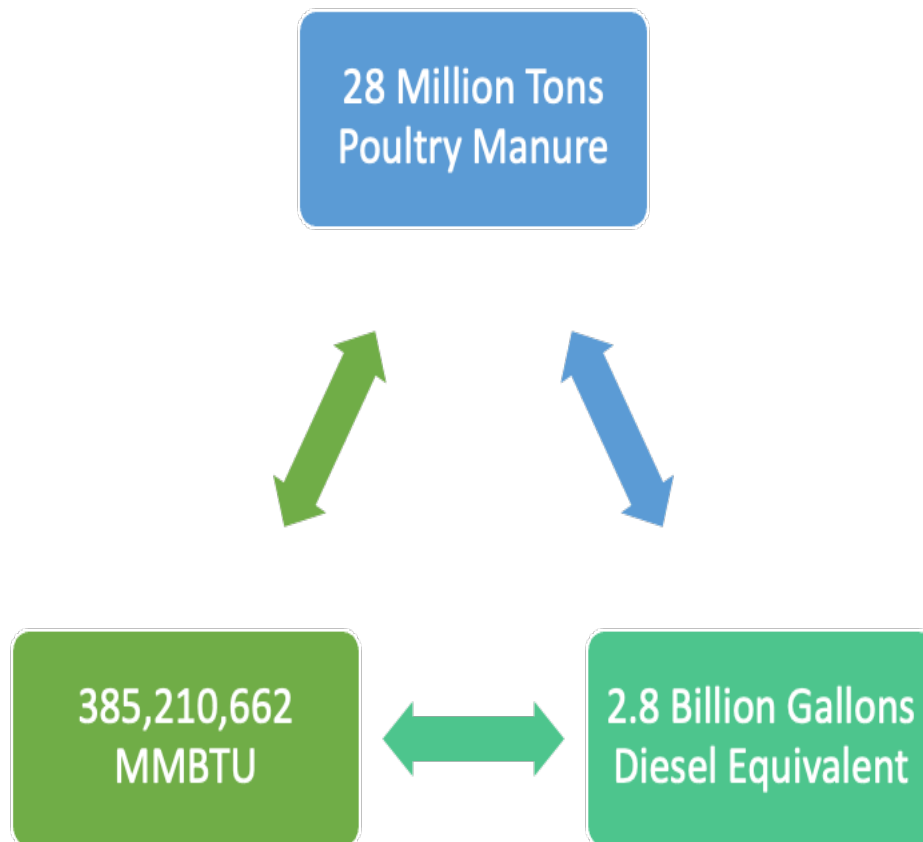 28 Million Tons
Poultry Manure
385,210,662
MMBTU
2.8 Billion Gallons
Diesel Equivalent